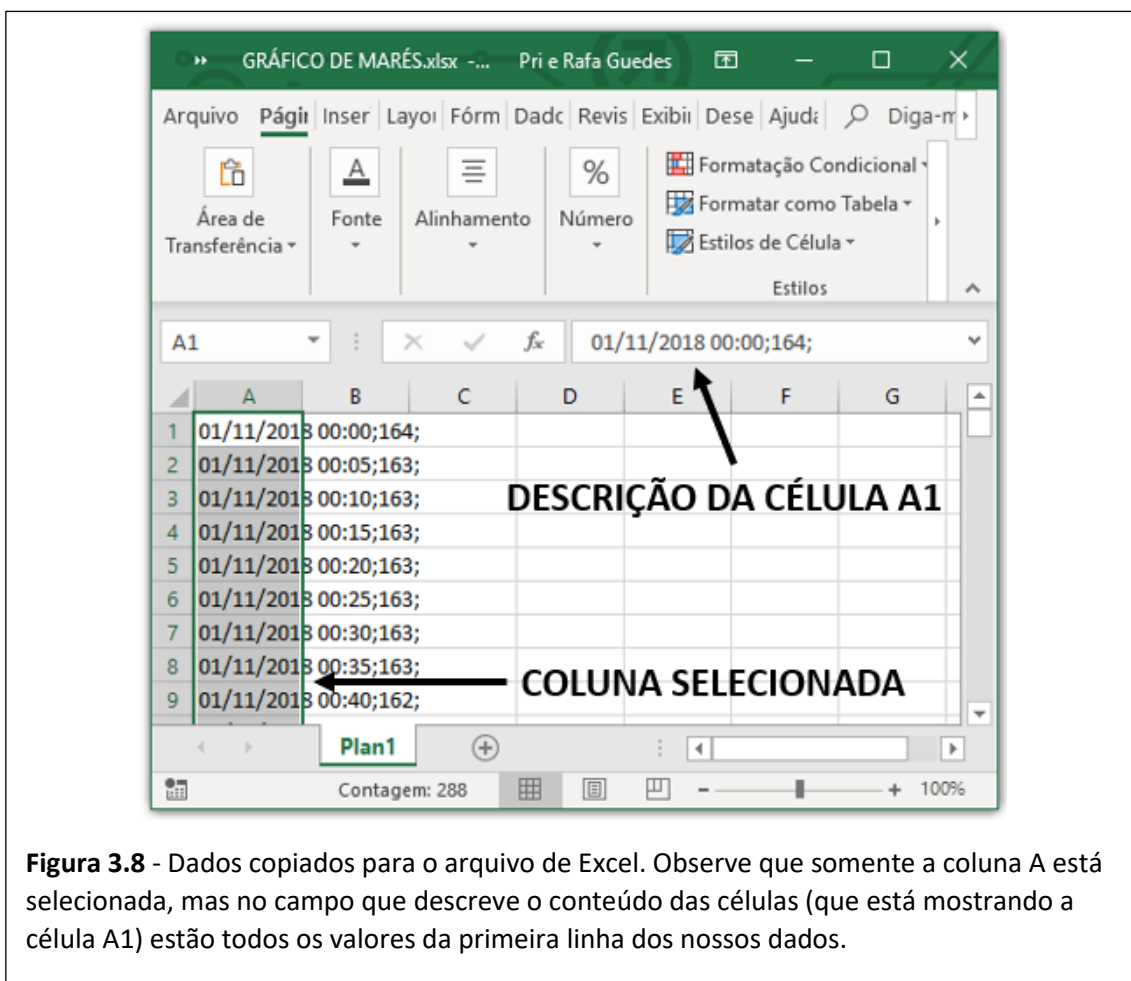 GRÁFICO DE MARÉS.xlsx -... Pri e Rafa Guedes
Arquivo Págir Inser Layou Fórm Dadc Revis Exibii Dese Ajuda Diga-m
Área de Transferência
Fonte
Alinhamento
%
Número
Formatação Condicional
Formatar como Tabela
Estilos de Célula
Estilos
A1 fx 01/11/2018 00:00;164;
A B C D E F G
1 01/11/2018 00:00;164;
2 01/11/2018 00:05;163;
3 01/11/2018 00:10;163;
DESCRIÇÃO DA CÉLULA A1
4 01/11/2018 00:15;163;
5 01/11/2018 00:20;163;
6 01/11/2018 00:25;163;
7 01/11/2018 00:30;163;
8 01/11/2018 00:35;163;
COLUNA SELECIONADA
9 01/11/2018 00:40;162;
Plan1
Contagem: 288 100%
Figura 3.8 - Dados copiados para o arquivo de Excel. Observe que somente a coluna A está
selecionada, mas no campo que descreve o conteúdo das células (que está mostrando a
célula A1) estão todos os valores da primeira linha dos nossos dados.